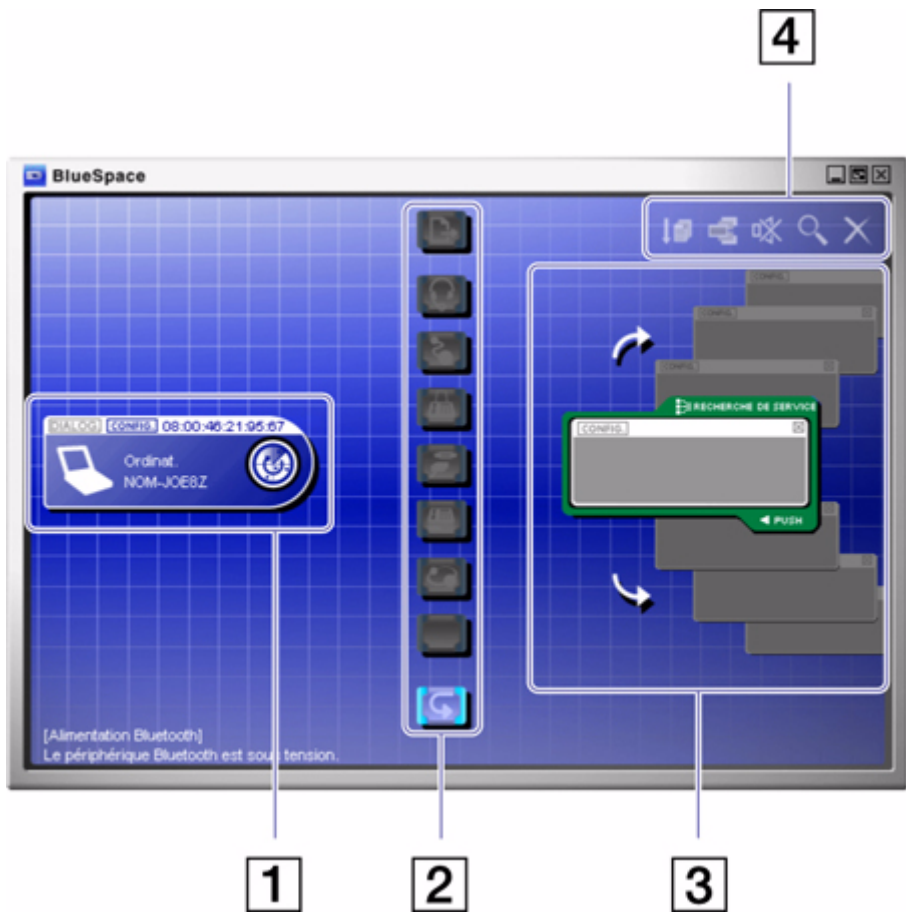 4
BlueSpace
CONFIG.
CONFIG.
CONFIG.
RECHERCHE DE SERVICE
CONFIG.
PUSH
DIALOG CONFIG. 08:00:46:21:95:67
Ordinat.
NOM-JOE8Z
[Alimentation Bluetooth]
Le périphérique Bluetooth est sous tension.
1
2
3